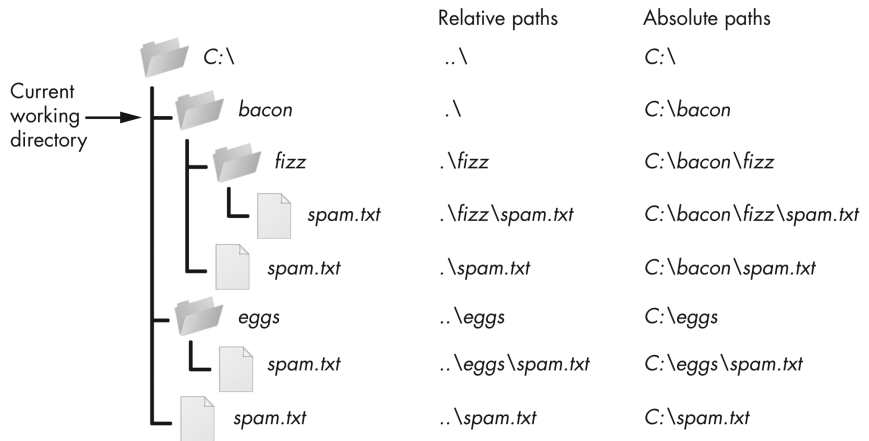 Relative paths Absolute paths
C:\ ..\ C:\
Current
working
directory
bacon .\ C:\bacon
fizz .\fizz C:\bacon\fizz
spam.txt .\fizz\spam.txt C:\bacon\fizz\spam.txt
spam.txt .\spam.txt C:\bacon\spam.txt
eggs ..\eggs C:\eggs
spam.txt ..\eggs\spam.txt C:\eggs\spam.txt
spam.txt ..\spam.txt C:\spam.txt